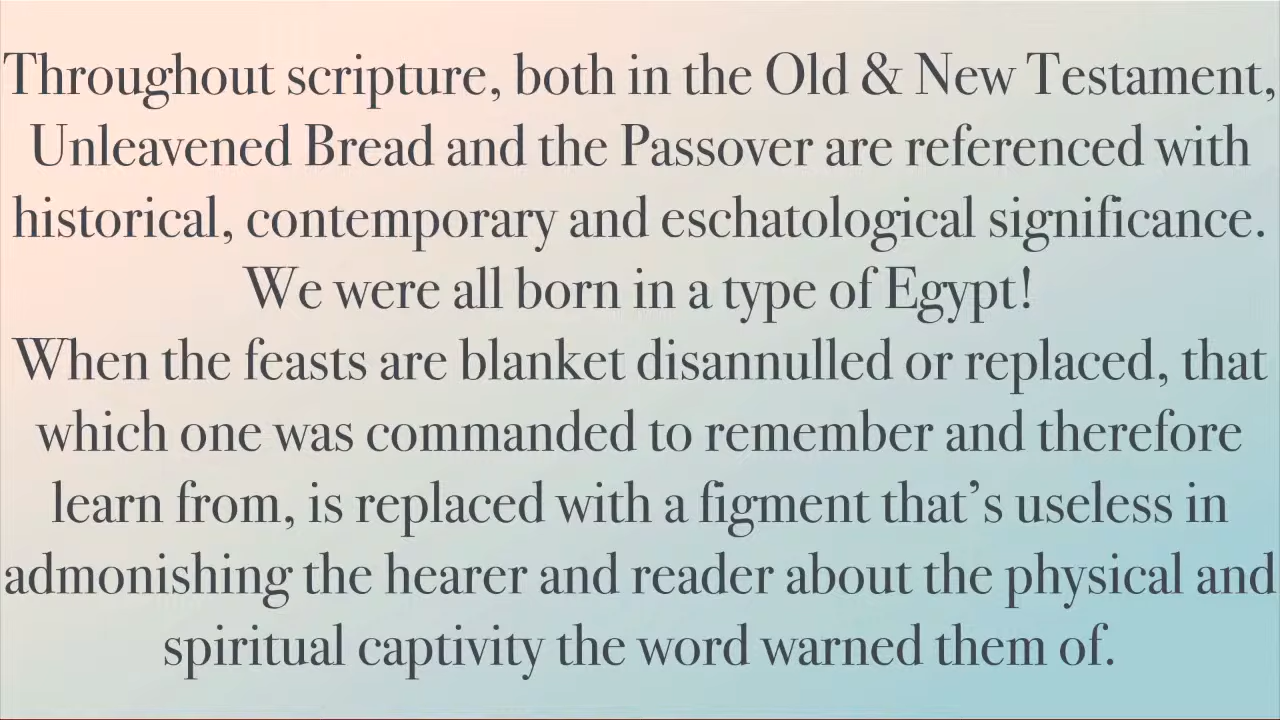 Throughout scripture, both in the Old & New Testament,
Unleavened Bread and the Passover are referenced with
historical, contemporary and eschatological significance.
We were all born in a type of Egypt!
When the feasts are blanket disannulled or replaced, that
which one was commanded to remember and therefore
learn from, is replaced with a figment that’s useless in
admonishing the hearer and reader about the physical and
spiritual captivity the word warned them of.